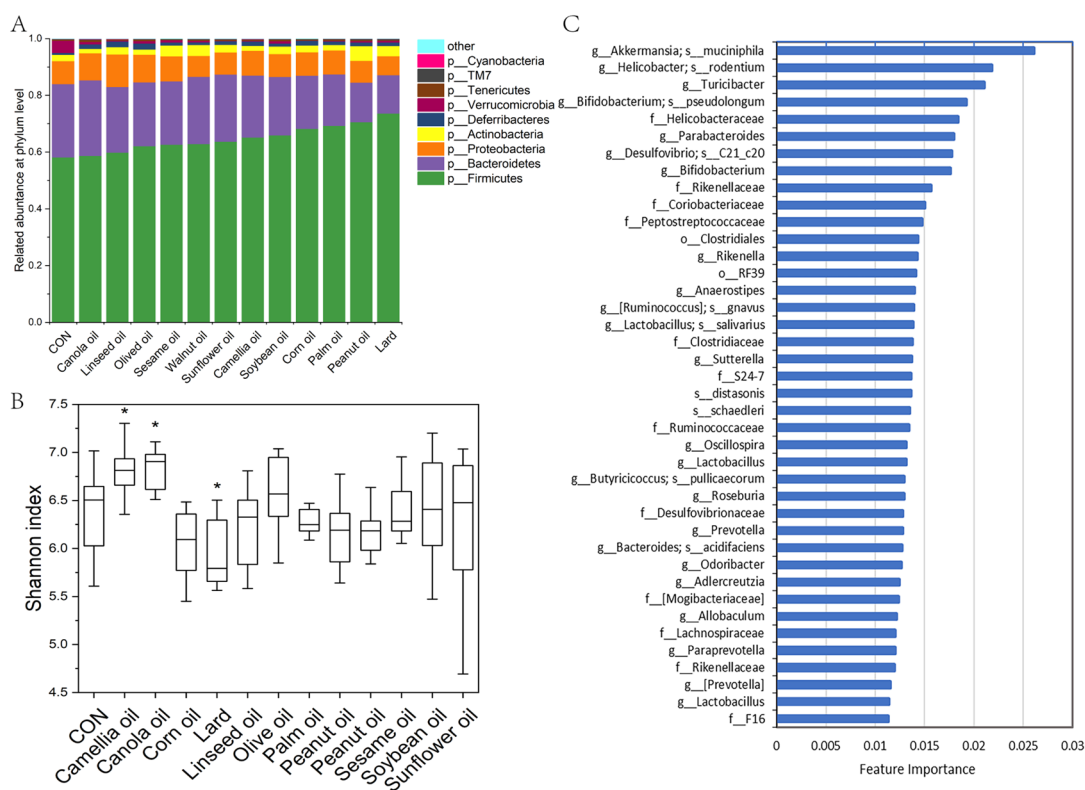 A
Related abuntance at phylum level
1.0
0.8
0.6
0.4
0.2
0.0
CON
Canola oil
Linseed oil
Olived oil
Sesame oil
Walnut oil
Sunflower oil
Camellia oil
Soybean oil
Corn oil
Palm oil
Peanut oil
Lard
other
p__Cyanobacteria
p__TM7
p__Tenericutes
p__Verrucomicrobia
p__Deferribacteres
p__Actinobacteria
p__Proteobacteria
p__Bacteroidetes
p__Firmicutes
B
Shannon index
7.5
7.0
6.5
6.0
5.5
5.0
4.5
*
*
*
CON
Camellia oil
Canola oil
Corn oil
Lard
Linseed oil
Olive oil
Palm oil
Peanut oil
Peanut oil
Sesame oil
Soybean oil
Sunflower oil
C
g__Akkermansia; s__muciniphila
g__Helicobacter; s__rodentium
g__Turicibacter
g__Bifidobacterium; s__pseudolongum
f__Helicobacteraceae
g__Parabacteroides
g__Desulfovibrio; s__C21_c20
g__Bifidobacterium
f__Rikenellaceae
f__Coriobacteriaceae
f__Peptostreptococcaceae
o__Clostridiales
g__Rikenella
o__RF39
g__Anaerostipes
g__[Ruminococcus]; s__gnavus
g__Lactobacillus; s__salivarius
f__Clostridiaceae
g__Sutterella
f__S24-7
s__distasonis
s__schaedleri
f__Ruminococcaceae
g__Oscillospira
g__Lactobacillus
g__Butyricicoccus; s__pullicaecorum
g__Roseburia
f__Desulfovibrionaceae
g__Prevotella
g__Bacteroides; s__acidifaciens
g__Odoribacter
g__Adlercreutzia
f__[Mogibacteriaceae]
g__Allobaculum
f__Lachnospiraceae
g__Paraprevotella
f__Rikenellaceae
g__[Prevotella]
g__Lactobacillus
f__F16
0
0.005
0.01
0.015
0.02
0.025
0.03
Feature Importance